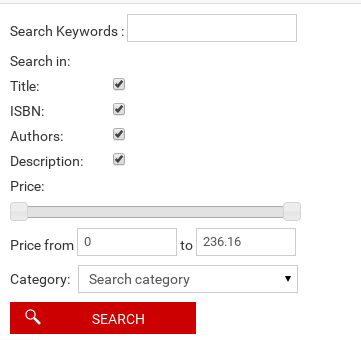 Search Keywords :
Search in:
Title:
ISBN:
Authors:
Description:
Price:
Price from 0 to 236.16
Category: Search category
SEARCH